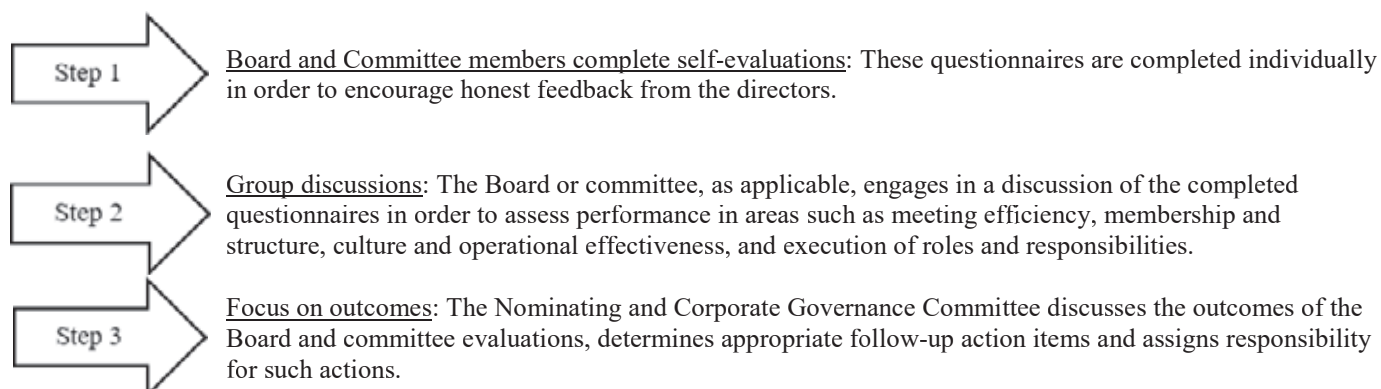 Step 1
Board and Committee members complete self-evaluations: These questionnaires are completed individually
in order to encourage honest feedback from the directors.
Step 2
Group discussions: The Board or committee, as applicable, engages in a discussion of the completed
questionnaires in order to assess performance in areas such as meeting efficiency, membership and
structure, culture and operational effectiveness, and execution of roles and responsibilities.
Step 3
Focus on outcomes: The Nominating and Corporate Governance Committee discusses the outcomes of the
Board and committee evaluations, determines appropriate follow-up action items and assigns responsibility
for such actions.